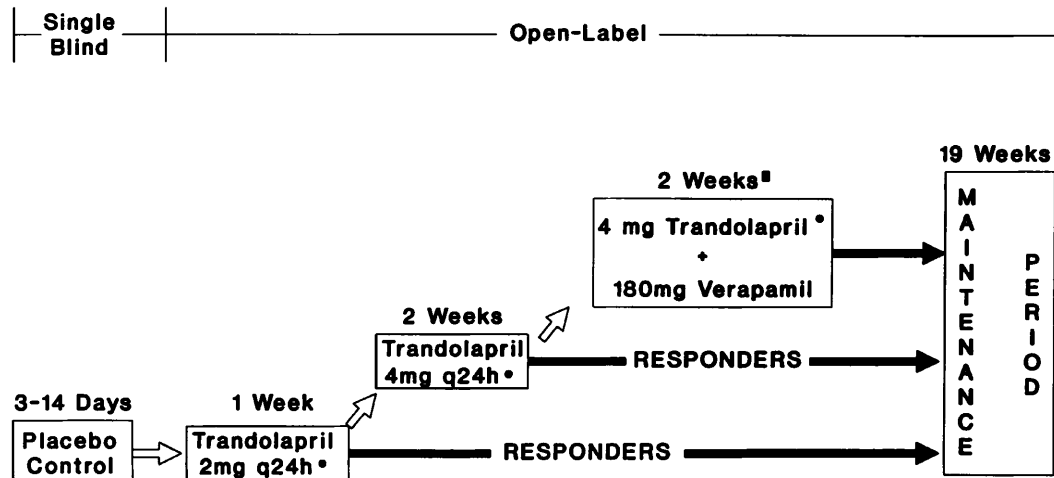 Single
Blind
Open-Label
19 Weeks
2 Weeks■
4 mg Trandolapril●
+
180mg Verapamil
2 Weeks
Trandolapril
4mg q24h●
RESPONDERS
3-14 Days
Placebo
Control
1 Week
Trandolapril
2mg q24h●
RESPONDERS
MAINTENANCE
PERIOD